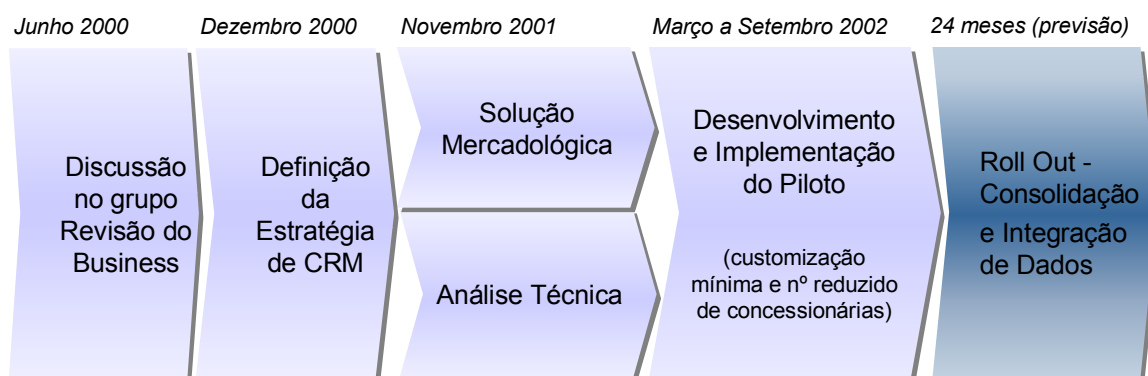 Junho 2000
Dezembro 2000
Novembro 2001
Março a Setembro 2002
24 meses (previsão)
Discussão
no grupo
Revisão do
Business
Definição
da
Estratégia
de CRM
Solução
Mercadológica
Análise Técnica
Desenvolvimento
e Implementação
do Piloto
(customização
mínima e nº reduzido
de concessionárias)
Roll Out -
Consolidação
e Integração
de Dados